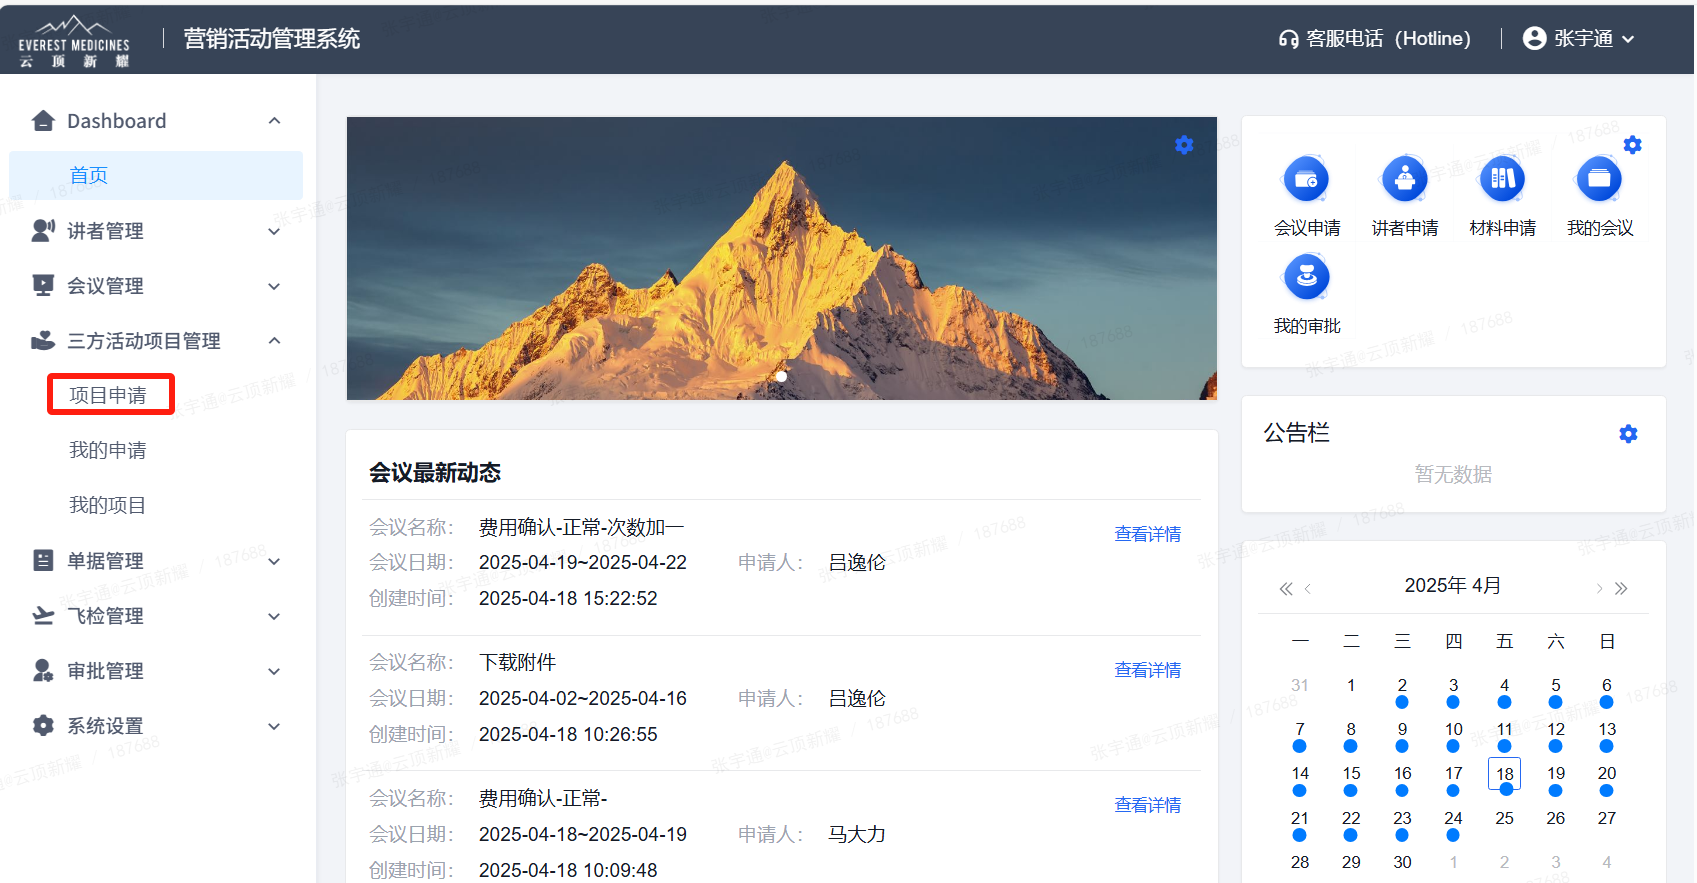 EVEREST MEDICINES
云顶新耀
营销活动管理系统
客服电话（Hotline）
张宇通
Dashboard
首页
讲者管理
会议管理
三方活动项目管理
项目申请
我的申请
我的项目
单据管理
飞检管理
审批管理
系统设置
会议申请
讲者申请
材料申请
我的会议
我的审批
公告栏
暂无数据
会议最新动态
会议名称： 费用确认-正常-次数加一 查看详情
会议日期： 2025-04-19~2025-04-22 申请人： 吕逸伦
创建时间： 2025-04-18 15:22:52
会议名称： 下载附件 查看详情
会议日期： 2025-04-02~2025-04-16 申请人： 吕逸伦
创建时间： 2025-04-18 10:26:55
会议名称： 费用确认-正常- 查看详情
会议日期： 2025-04-18~2025-04-19 申请人： 马大力
创建时间： 2025-04-18 10:09:48
2025年 4月
一 二 三 四 五 六 日
31 1 2 3 4 5 6
7 8 9 10 11 12 13
14 15 16 17 18 19 20
21 22 23 24 25 26 27
28 29 30 1 2 3 4
张宇通@云顶新耀 / 187688